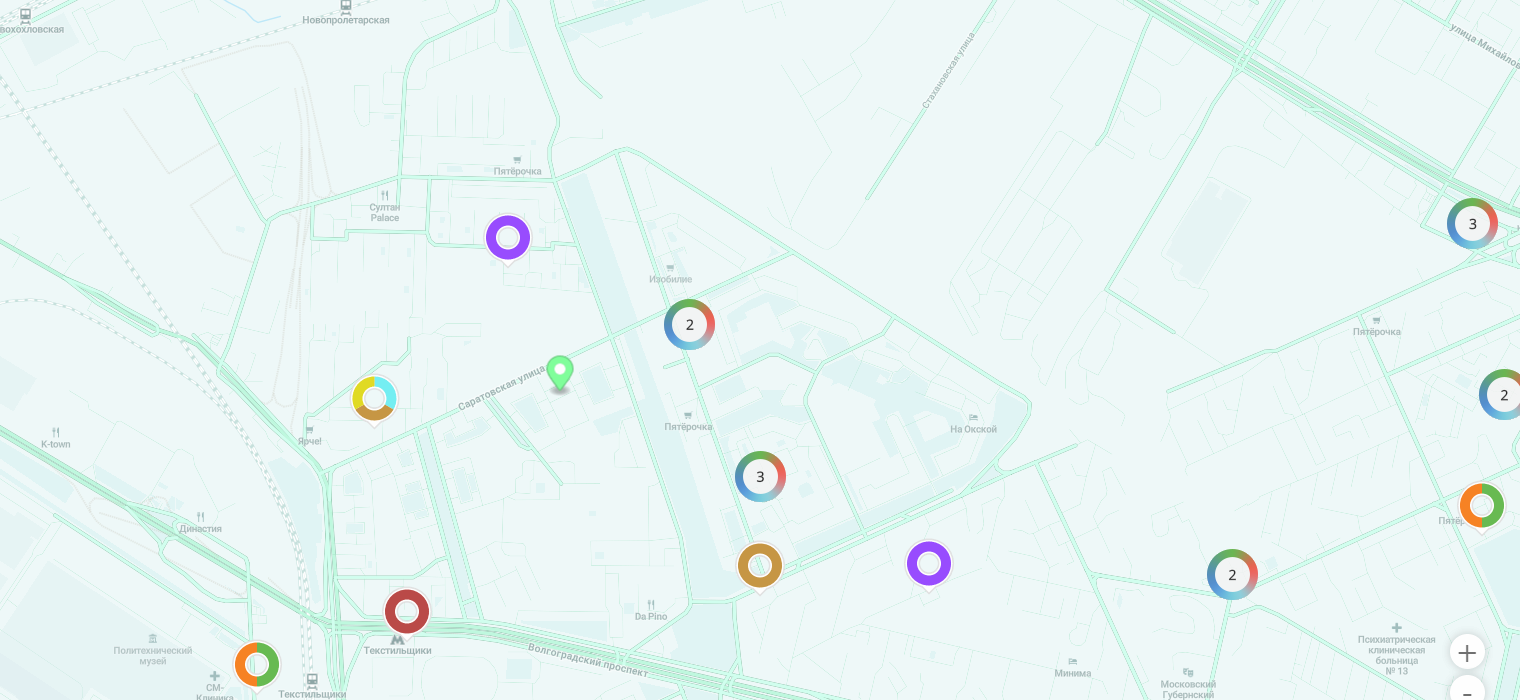 Новопролетарская
вохохловская
улица Михайлов
Стахановская улица
Пятёрочка
Султан
Palace
3
Изобилие
2
Пятёрочка
Саратовская улица
2
Пятёрочка
На Окской
Ярче!
K-town
3
Династия
Пятёр
2
Da Pino
Политехнический
музей
Текстильщики
Волгоградский проспект
Психиатрическая
клиническая
больница
№ 13
+
Минима
Московский
Губернский
СМ-
Клиника
Текстильщики
-